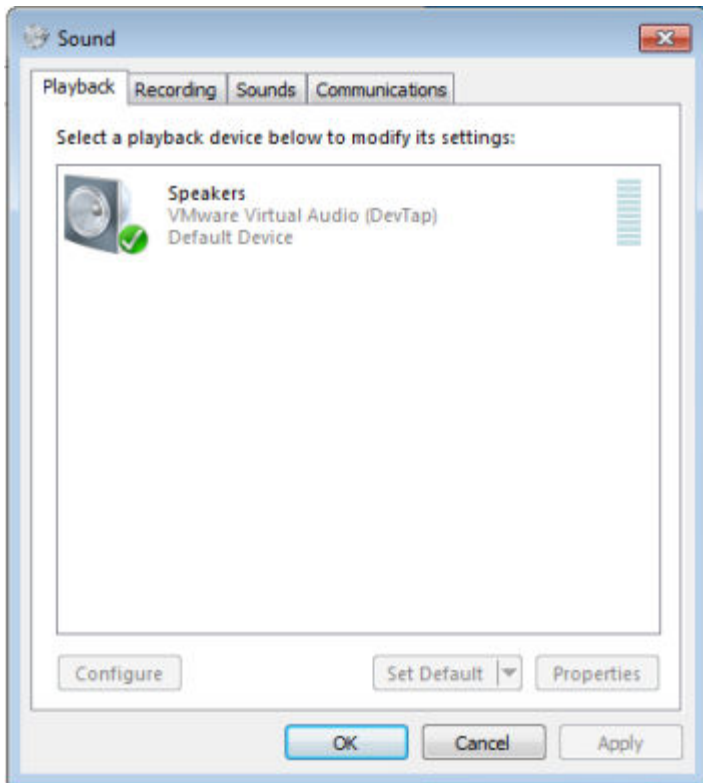 Sound
Playback Recording Sounds Communications
Select a playback device below to modify its settings:
Speakers
VMware Virtual Audio (DevTap)
Default Device
Configure Set Default Properties
OK Cancel Apply